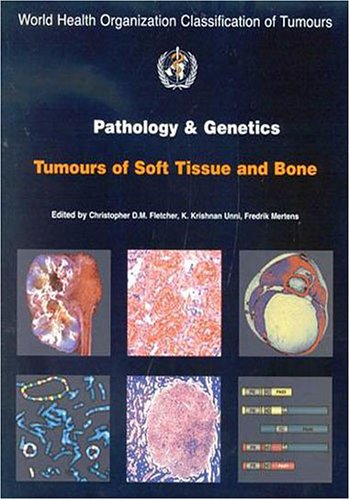 World Health Organization Classification of Tumours
Pathology & Genetics
Tumours of Soft Tissue and Bone
Edited by Christopher D.M. Fletcher, K. Krishnan Unni, Fredrik Mertens